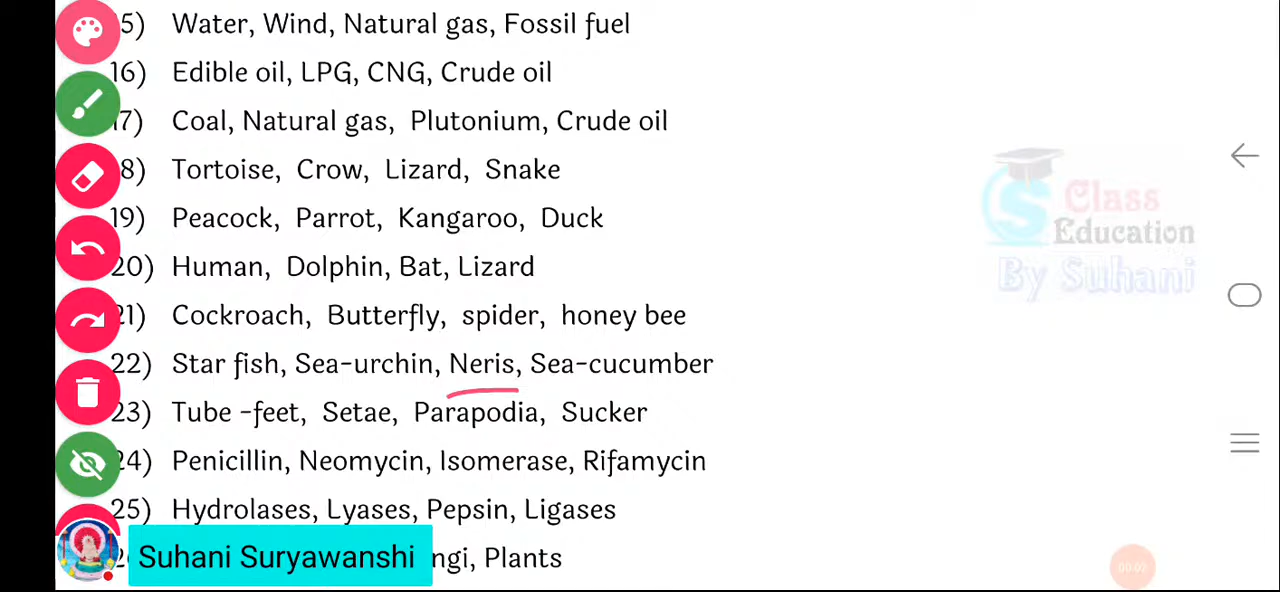 5) Water, Wind, Natural gas, Fossil fuel
16) Edible oil, LPG, CNG, Crude oil
17) Coal, Natural gas, Plutonium, Crude oil
8) Tortoise, Crow, Lizard, Snake
19) Peacock, Parrot, Kangaroo, Duck
20) Human, Dolphin, Bat, Lizard
21) Cockroach, Butterfly, spider, honey bee
22) Star fish, Sea-urchin, Neris, Sea-cucumber
23) Tube -feet, Setae, Parapodia, Sucker
24) Penicillin, Neomycin, Isomerase, Rifamycin
25) Hydrolases, Lyases, Pepsin, Ligases
Plants
Suhani Suryawanshi
Class
Education
By Suhani
00:02